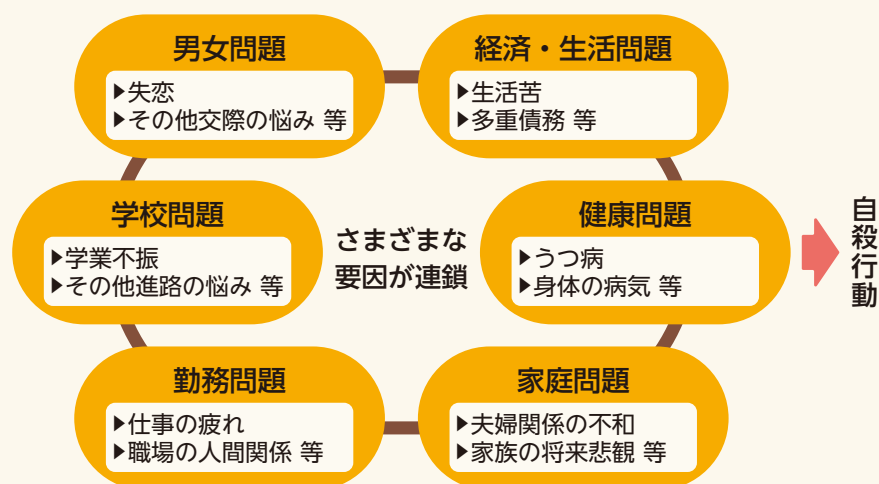 男女問題
▶失恋
▶その他交際の悩み 等
経済・生活問題
▶生活苦
▶多重債務 等
学校問題
▶学業不振
▶その他進路の悩み 等
さまざまな
要因が連鎖
健康問題
▶うつ病
▶身体の病気 等
自殺行動
勤務問題
▶仕事の疲れ
▶職場の人間関係 等
家庭問題
▶夫婦関係の不和
▶家族の将来悲観 等